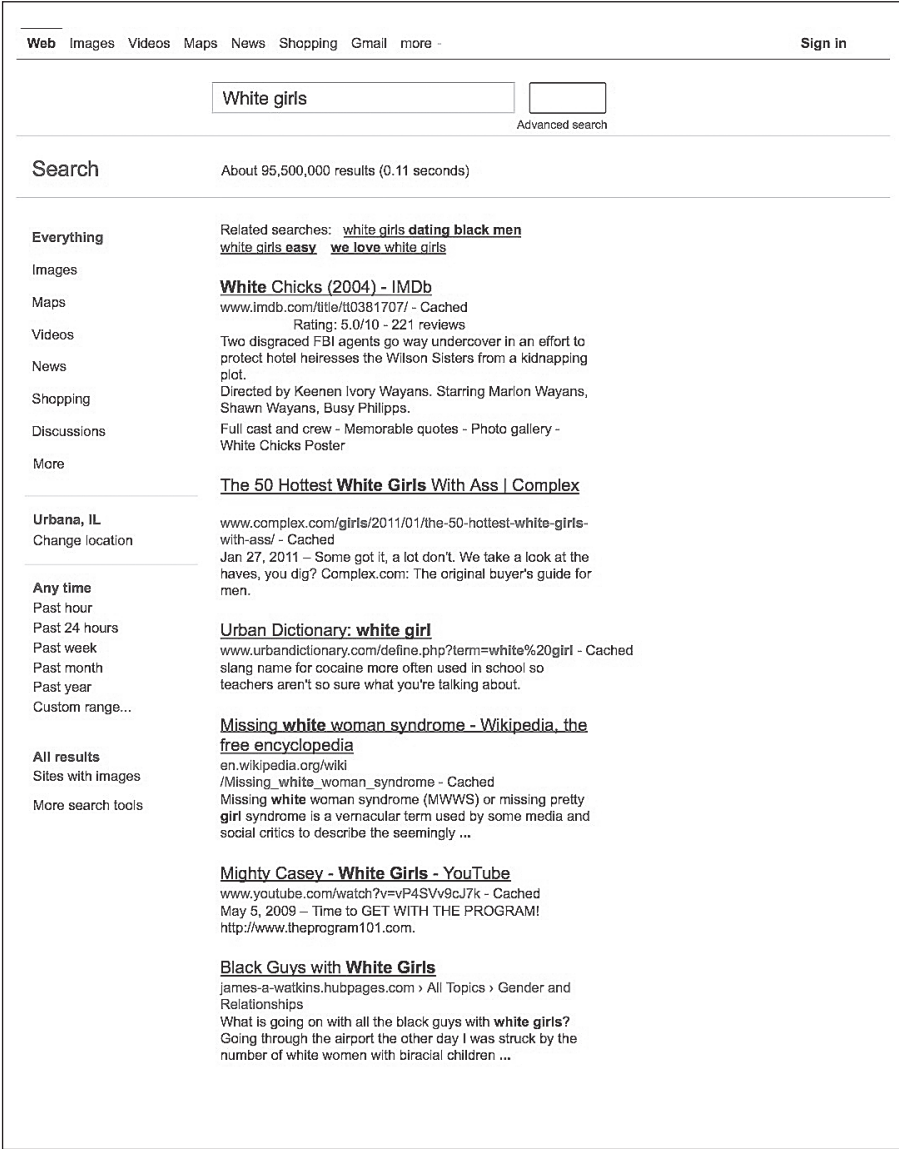 Web Images Videos Maps News Shopping Gmail more -
Sign in
White girls
Advanced search
Search
About 95,500,000 results (0.11 seconds)
Everything
Images
Maps
Videos
News
Shopping
Discussions
More
Urbana, IL
Change location
Any time
Past hour
Past 24 hours
Past week
Past month
Past year
Custom range...
All results
Sites with images
More search tools
Related searches: white girls dating black men
white girls easy we love white girls
White Chicks (2004) - IMDb
www.imdb.com/title/tt0381707/ - Cached
Rating: 5.0/10 - 221 reviews
Two disgraced FBI agents go way undercover in an effort to
protect hotel heiresses the Wilson Sisters from a kidnapping
plot.
Directed by Keenen Ivory Wayans. Starring Marlon Wayans,
Shawn Wayans, Busy Philipps.
Full cast and crew - Memorable quotes - Photo gallery -
White Chicks Poster
The 50 Hottest White Girls With Ass | Complex
www.complex.com/girls/2011/01/the-50-hottest-white-girls-
with-ass/ - Cached
Jan 27, 2011 – Some got it, a lot don't. We take a look at the
haves, you dig? Complex.com: The original buyer's guide for
men.
Urban Dictionary: white girl
www.urbandictionary.com/define.php?term=white%20girl - Cached
slang name for cocaine more often used in school so
teachers aren't so sure what you're talking about.
Missing white woman syndrome - Wikipedia, the
free encyclopedia
en.wikipedia.org/wiki
/Missing_white_woman_syndrome - Cached
Missing white woman syndrome (MWWS) or missing pretty
girl syndrome is a vernacular term used by some media and
social critics to describe the seemingly ...
Mighty Casey - White Girls - YouTube
www.youtube.com/watch?v=vP4SVv9cJ7k - Cached
May 5, 2009 – Time to GET WITH THE PROGRAM!
http://www.theprogram101.com.
Black Guys with White Girls
james-a-watkins.hubpages.com › All Topics › Gender and
Relationships
What is going on with all the black guys with white girls?
Going through the airport the other day I was struck by the
number of white women with biracial children ...